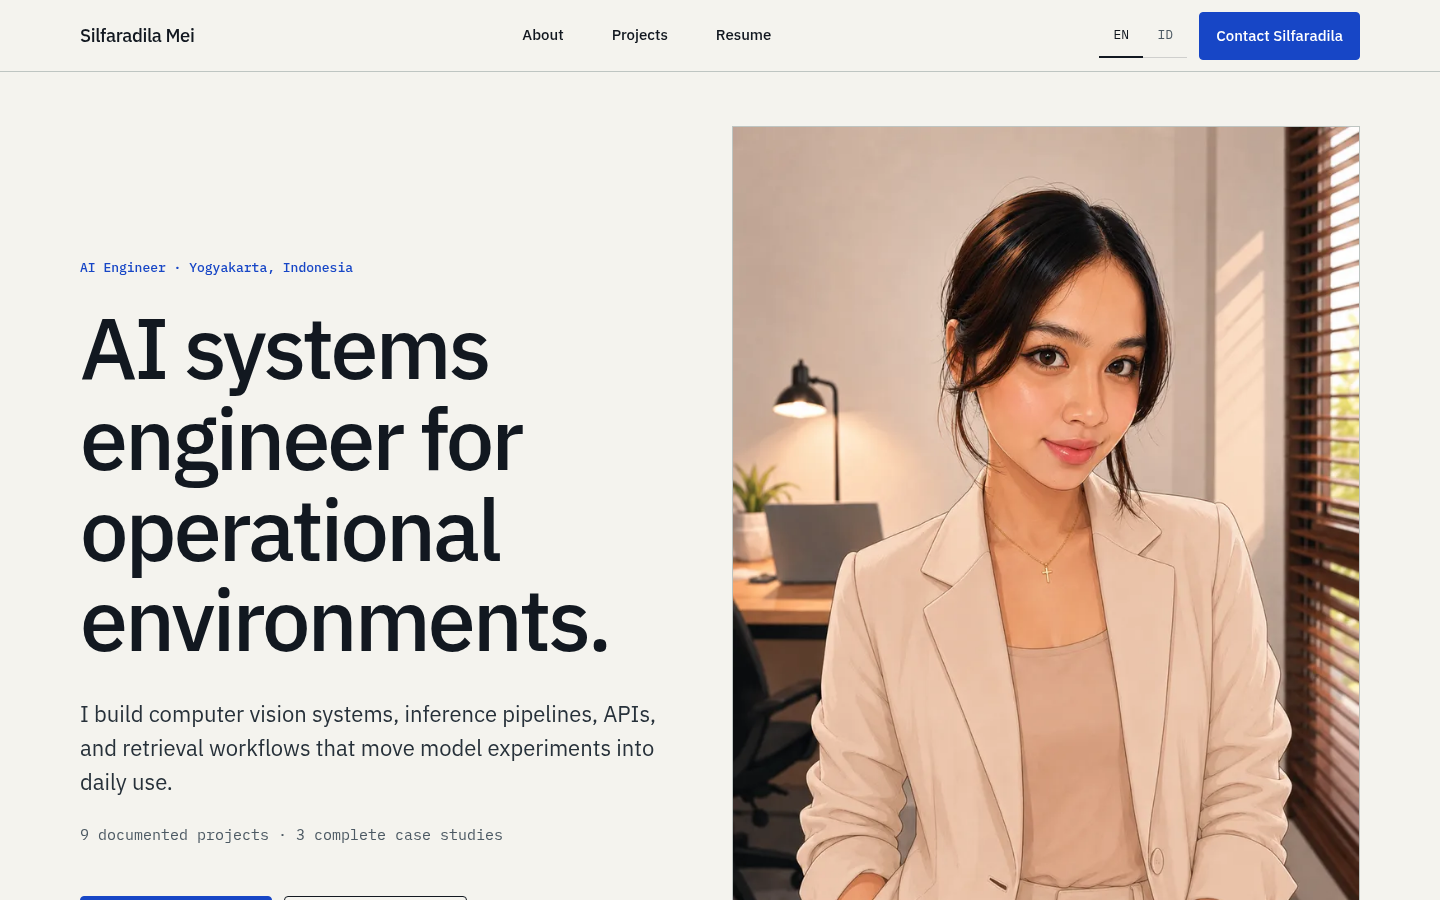 Silfaradila Mei
About
Projects
Resume
EN
ID
Contact Silfaradila
AI Engineer · Yogyakarta, Indonesia
AI systems
engineer for
operational
environments.
I build computer vision systems, inference pipelines, APIs,
and retrieval workflows that move model experiments into
daily use.
9 documented projects · 3 complete case studies